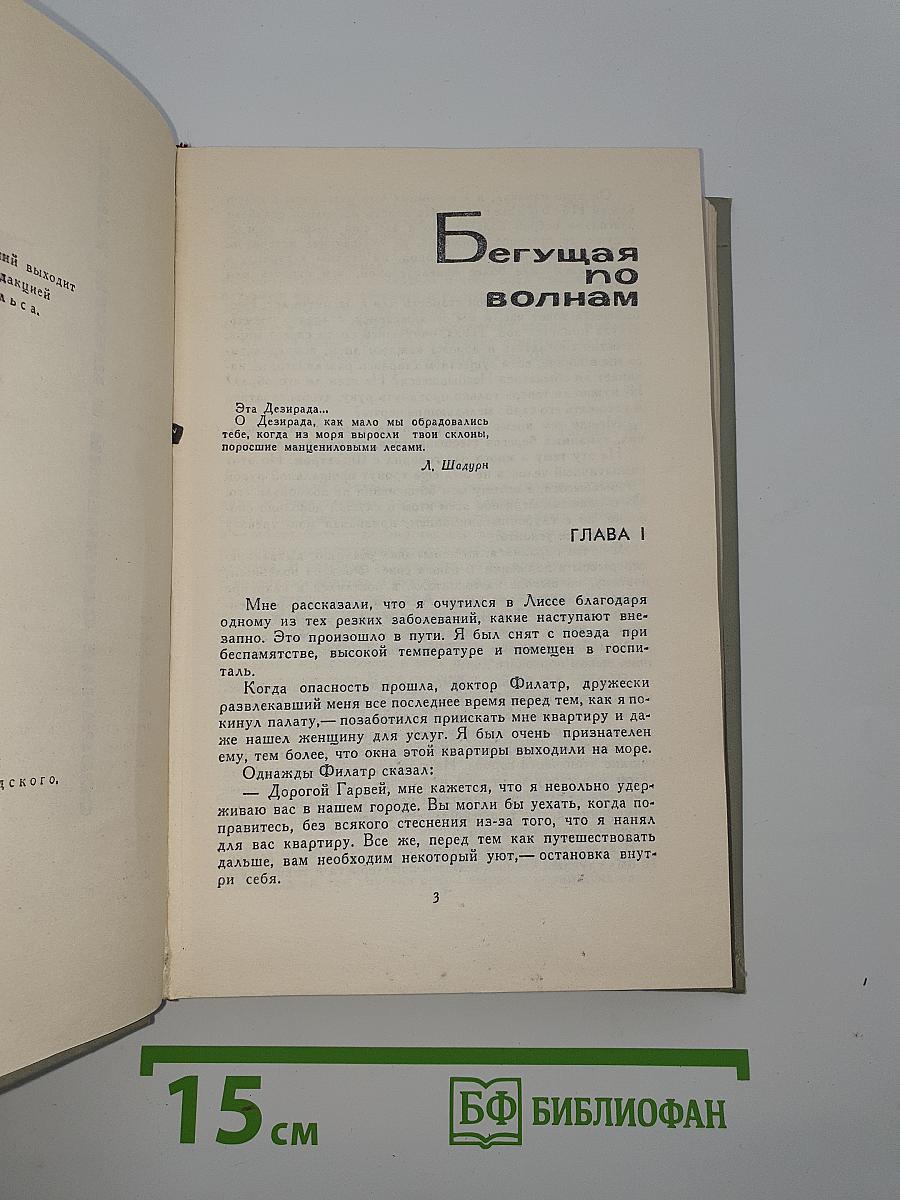 ний выходит
дакцией
льса.
дского,
Бегущая
по
волнам
Эта Дезирада...
О Дезирада, как мало мы обрадовались
тебе, когда из моря выросли твои склоны,
поросшие манцениловыми лесами.
Л. Шадурн
ГЛАВА I
Мне рассказали, что я очутился в Лиссе благодаря
одному из тех резких заболеваний, какие наступают вне-
запно. Это произошло в пути. Я был снят с поезда при
беспамятстве, высокой температуре и помещен в госпи-
таль.
Когда опасность прошла, доктор Филатр, дружески
развлекавший меня все последнее время перед тем, как я по-
кинул палату,— позаботился приискать мне квартиру и да-
же нашел женщину для услуг. Я был очень признателен
ему, тем более, что окна этой квартиры выходили на море.
Однажды Филатр сказал:
— Дорогой Гарвей, мне кажется, что я невольно удер-
живаю вас в нашем городе. Вы могли бы уехать, когда по-
правитесь, без всякого стеснения из-за того, что я нанял
для вас квартиру. Все же, перед тем как путешествовать
дальше, вам необходим некоторый уют,— остановка внут-
ри себя.
3
15 см
БФ БИБЛИОФАН